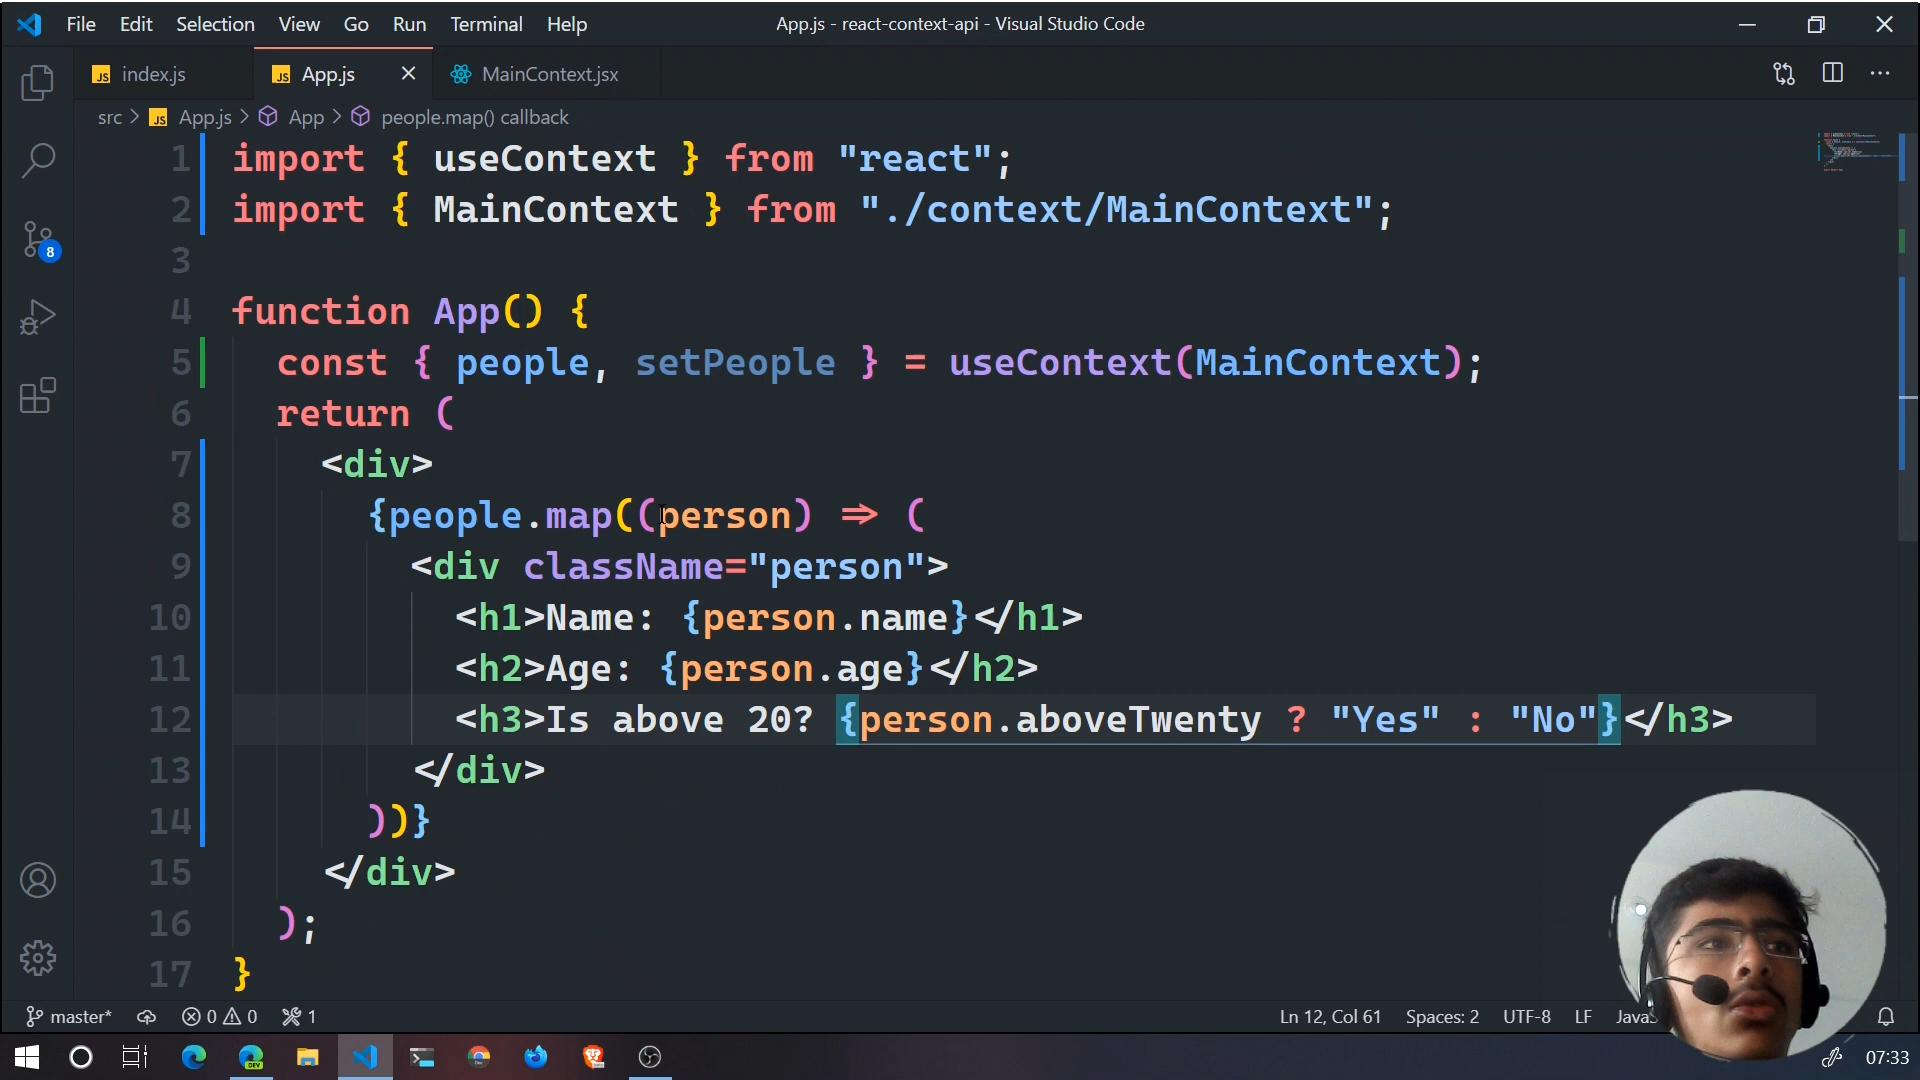 File Edit Selection View Go Run Terminal Help App.js - react-context-api - Visual Studio Code
JS index.js JS App.js MainContext.jsx
src > JS App.js > App > people.map() callback
1 import { useContext } from "react";
2 import { MainContext } from "./context/MainContext";
3
4 function App() {
5 const { people, setPeople } = useContext(MainContext);
6 return (
7 <div>
8 {people.map((person) => (
9 <div className="person">
10 <h1>Name: {person.name}</h1>
11 <h2>Age: {person.age}</h2>
12 <h3>Is above 20? {person.aboveTwenty ? "Yes" : "No"}</h3>
13 </div>
14 ))}
15 </div>
16 );
17 }
8
master* 0 0 1 Ln 12, Col 61 Spaces: 2 UTF-8 LF
DEV 07:33